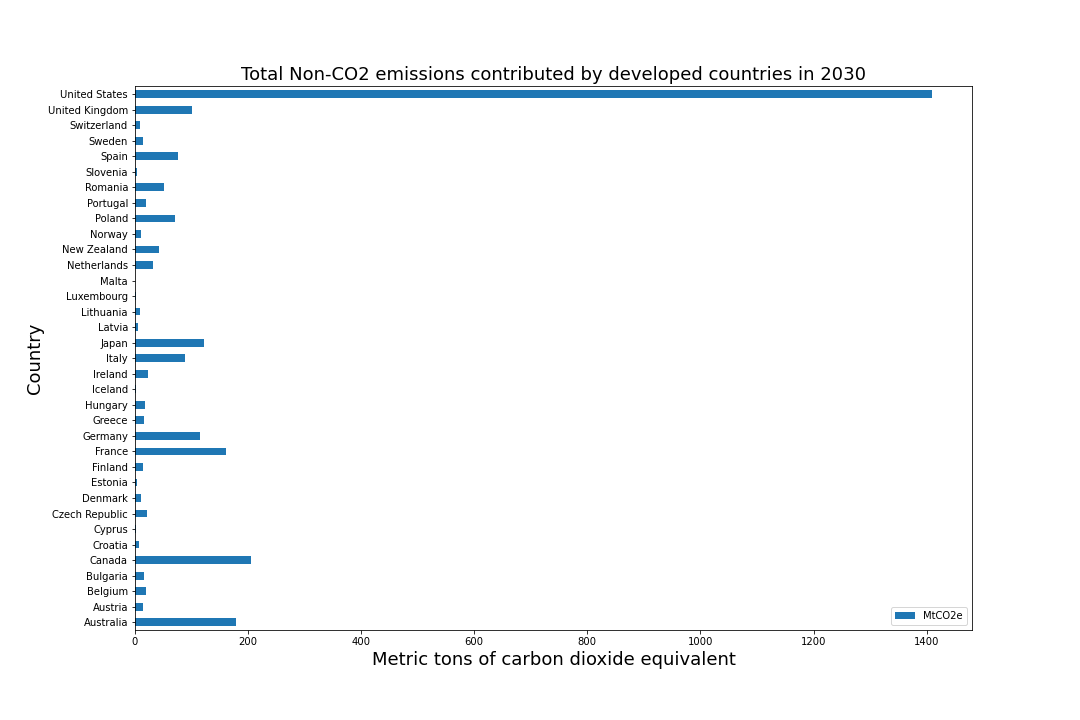 Total Non-CO2 emissions contributed by developed countries in 2030
United States
United Kingdom
Switzerland
Sweden
Spain
Slovenia
Romania
Portugal
Poland
Norway
New Zealand
Netherlands
Malta
Luxembourg
Lithuania
Latvia
Japan
Italy
Ireland
Iceland
Hungary
Greece
Germany
France
Finland
Estonia
Denmark
Czech Republic
Cyprus
Croatia
Canada
Bulgaria
Belgium
Austria
Australia
Country
MtCO2e
0 200 400 600 800 1000 1200 1400
Metric tons of carbon dioxide equivalent